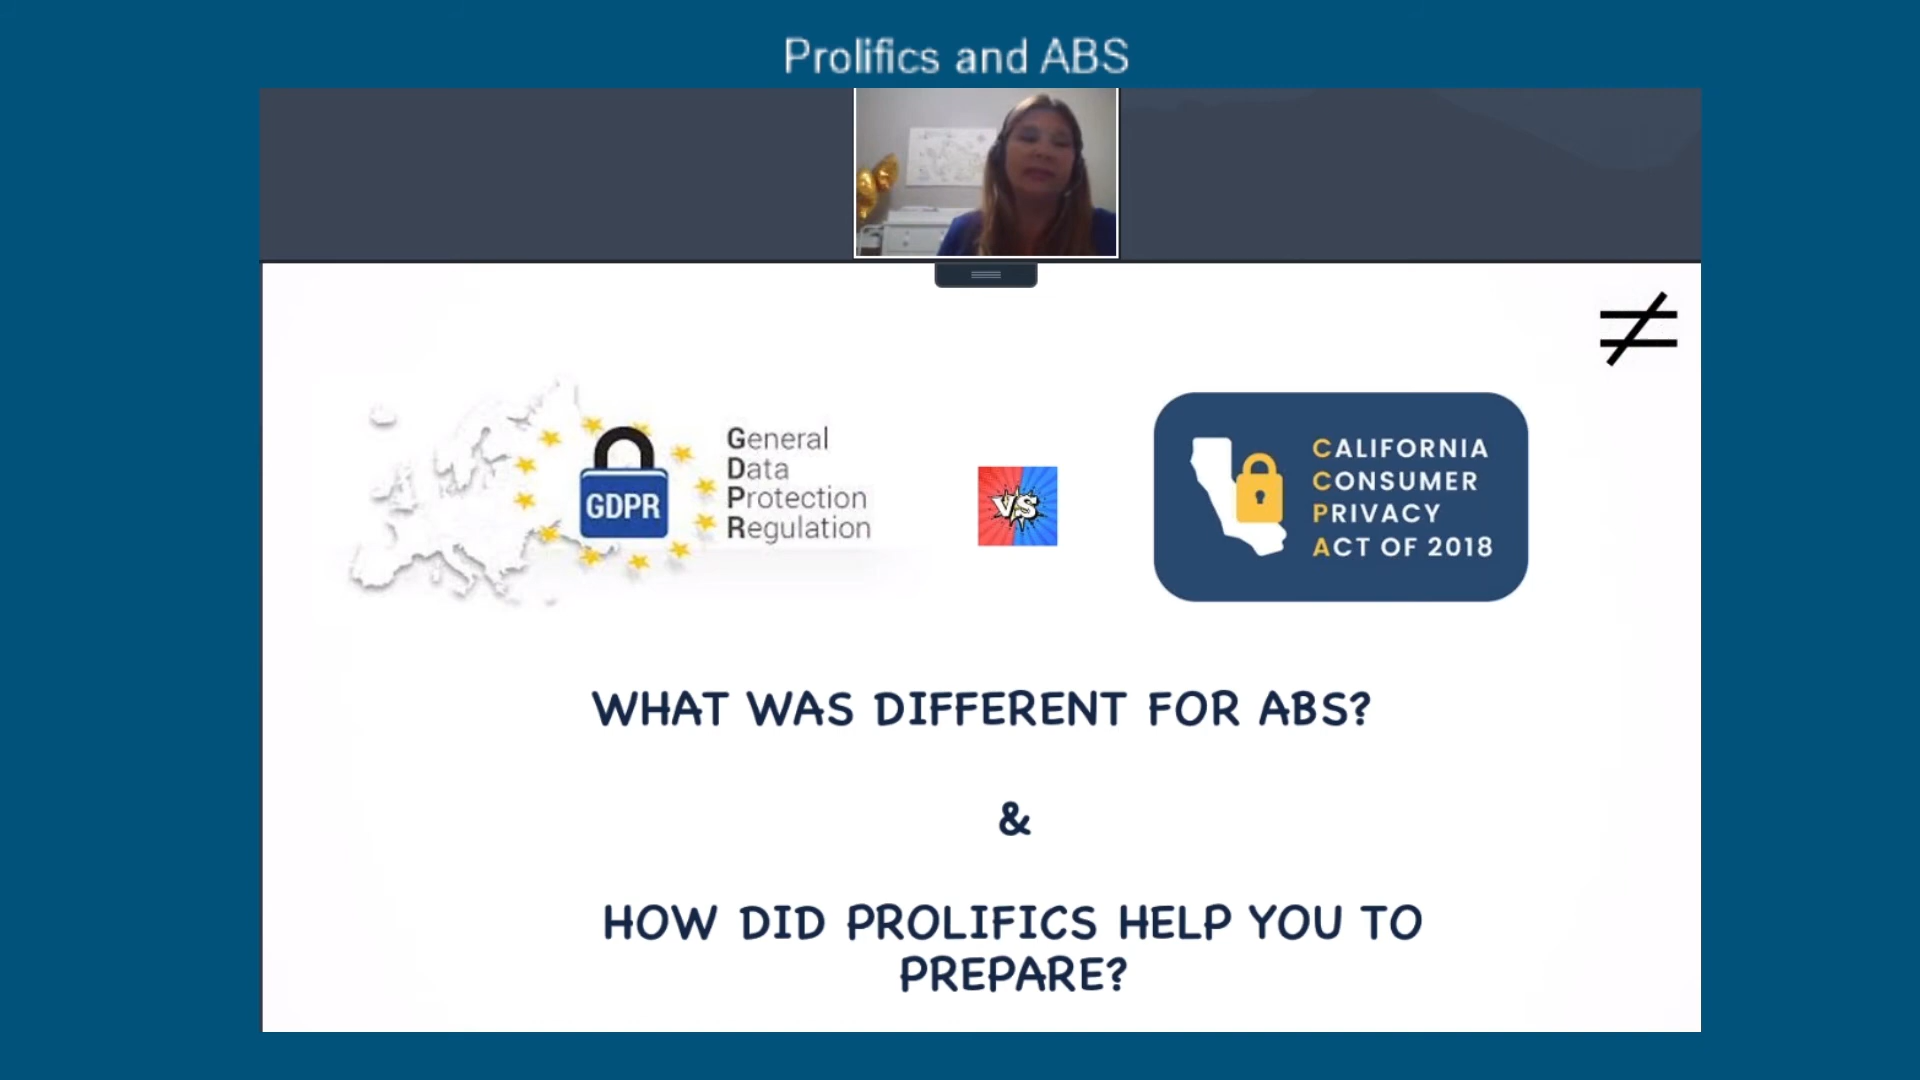 Prolifics and ABS
≠
GDPR
General
Data
Protection
Regulation
VS
CALIFORNIA
CONSUMER
PRIVACY
ACT OF 2018
WHAT WAS DIFFERENT FOR ABS?
&
HOW DID PROLIFICS HELP YOU TO
PREPARE?